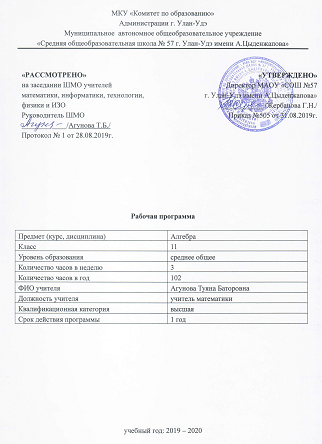 МКУ «Комитет по образованию»
Администрации г. Улан-Удэ
Муниципальное автономное общеобразовательное учреждение
«Средняя общеобразовательная школа № 57 г. Улан-Удэ имени А.Цыденжапова»
«РАССМОТРЕНО»
на заседании ШМО учителей
математики, информатики, технологии,
физики и ИЗО
Руководитель ШМО
/Агунова Т.Б./
Протокол № 1 от 28.08.2019г.
«УТВЕРЖДЕНО»
Директор МАОУ «СОШ №57
г. Улан-Удэ имени А.Цыденжапова»
/Жербанова Г.Н./
Приказ №505 от 31.08.2019г.
Рабочая программа
Предмет (курс, дисциплина) Алгебра
Класс 11
Уровень образования среднее общее
Количество часов в неделю 3
Количество часов в год 102
ФИО учителя Агунова Туяна Баторовна
Должность учителя учитель математики
Квалификационная категория высшая
Срок действия программы 1 год
учебный год: 2019 – 2020